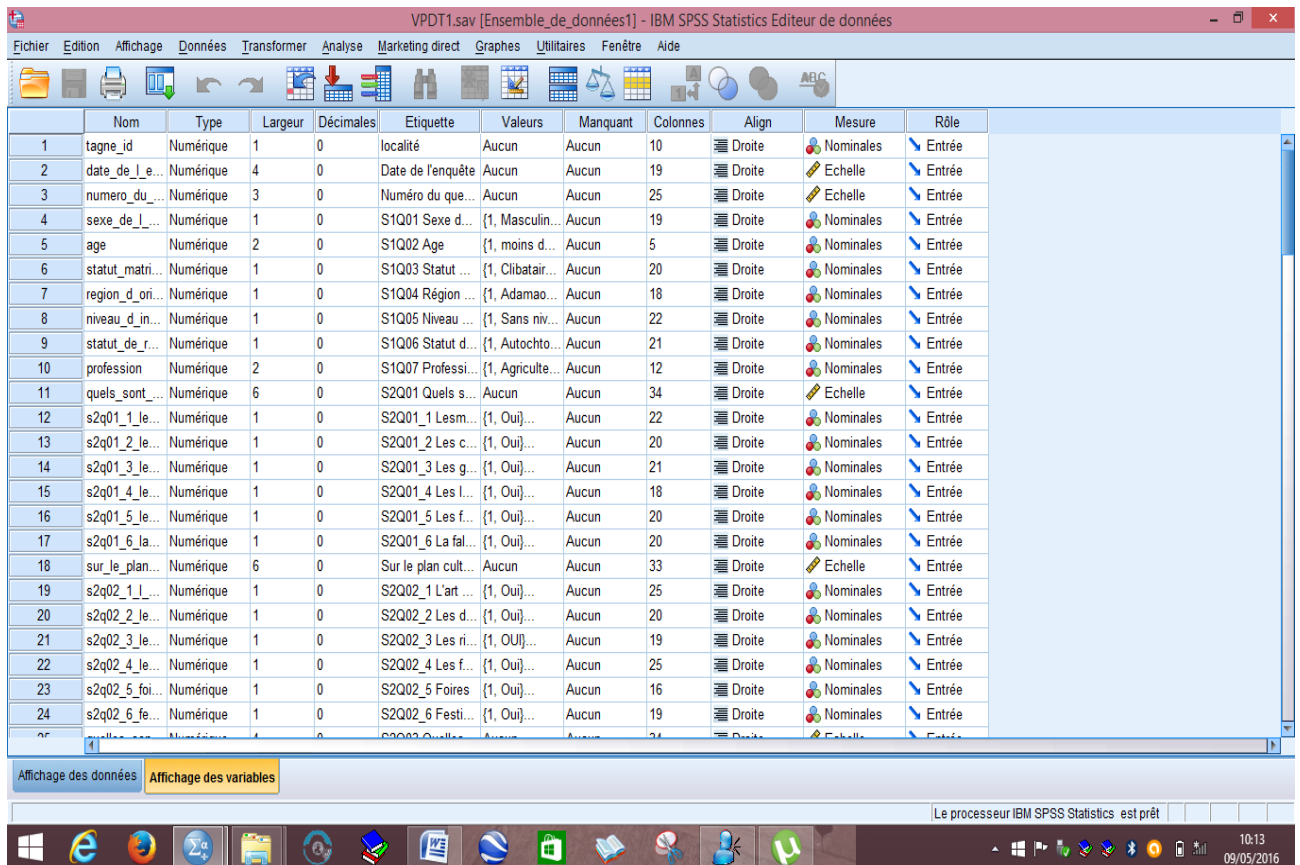 VPDT1.sav [Ensemble_de_données1] - IBM SPSS Statistics Editeur de données
Fichier Edition Affichage Données Transformer Analyse Marketing direct Graphes Utilitaires Fenêtre Aide
Nom Type Largeur Décimales Etiquette Valeurs Manquant Colonnes Align Mesure Rôle
1 tagne_id Numérique 1 0 localité Aucun Aucun 10 Droite Nominales Entrée
2 date_de_l_e... Numérique 4 0 Date de l'enquête Aucun Aucun 19 Droite Echelle Entrée
3 numero_du_... Numérique 3 0 Numéro du que... Aucun Aucun 25 Droite Echelle Entrée
4 sexe_de_l_... Numérique 1 0 S1Q01 Sexe d... {1, Masculin... Aucun 19 Droite Nominales Entrée
5 age Numérique 2 0 S1Q02 Age {1, moins d... Aucun 5 Droite Nominales Entrée
6 statut_matri... Numérique 1 0 S1Q03 Statut ... {1, Clibatair... Aucun 20 Droite Nominales Entrée
7 region_d_ori... Numérique 1 0 S1Q04 Région ... {1, Adamao... Aucun 18 Droite Nominales Entrée
8 niveau_d_in... Numérique 1 0 S1Q05 Niveau ... {1, Sans niv... Aucun 22 Droite Nominales Entrée
9 statut_de_r... Numérique 1 0 S1Q06 Statut d... {1, Autochto... Aucun 21 Droite Nominales Entrée
10 profession Numérique 2 0 S1Q07 Professi... {1, Agriculte... Aucun 12 Droite Nominales Entrée
11 quels_sont_... Numérique 6 0 S2Q01 Quels s... Aucun Aucun 34 Droite Echelle Entrée
12 s2q01_1_le... Numérique 1 0 S2Q01_1 Lesm... {1, Oui}... Aucun 22 Droite Nominales Entrée
13 s2q01_2_le... Numérique 1 0 S2Q01_2 Les c... {1, Oui}... Aucun 20 Droite Nominales Entrée
14 s2q01_3_le... Numérique 1 0 S2Q01_3 Les g... {1, Oui}... Aucun 21 Droite Nominales Entrée
15 s2q01_4_le... Numérique 1 0 S2Q01_4 Les l... {1, Oui}... Aucun 18 Droite Nominales Entrée
16 s2q01_5_le... Numérique 1 0 S2Q01_5 Les f... {1, Oui}... Aucun 20 Droite Nominales Entrée
17 s2q01_6_la... Numérique 1 0 S2Q01_6 La fal... {1, Oui}... Aucun 20 Droite Nominales Entrée
18 sur_le_plan... Numérique 6 0 Sur le plan cult... Aucun Aucun 33 Droite Echelle Entrée
19 s2q02_1_l_... Numérique 1 0 S2Q02_1 L'art ... {1, Oui}... Aucun 25 Droite Nominales Entrée
20 s2q02_2_le... Numérique 1 0 S2Q02_2 Les d... {1, Oui}... Aucun 20 Droite Nominales Entrée
21 s2q02_3_le... Numérique 1 0 S2Q02_3 Les ri... {1, OUI}... Aucun 19 Droite Nominales Entrée
22 s2q02_4_le... Numérique 1 0 S2Q02_4 Les f... {1, Oui}... Aucun 25 Droite Nominales Entrée
23 s2q02_5_foi... Numérique 1 0 S2Q02_5 Foires {1, Oui}... Aucun 16 Droite Nominales Entrée
24 s2q02_6_fe... Numérique 1 0 S2Q02_6 Festi... {1, Oui}... Aucun 19 Droite Nominales Entrée
Affichage des données Affichage des variables
Le processeur IBM SPSS Statistics est prêt
10:13
09/05/2016